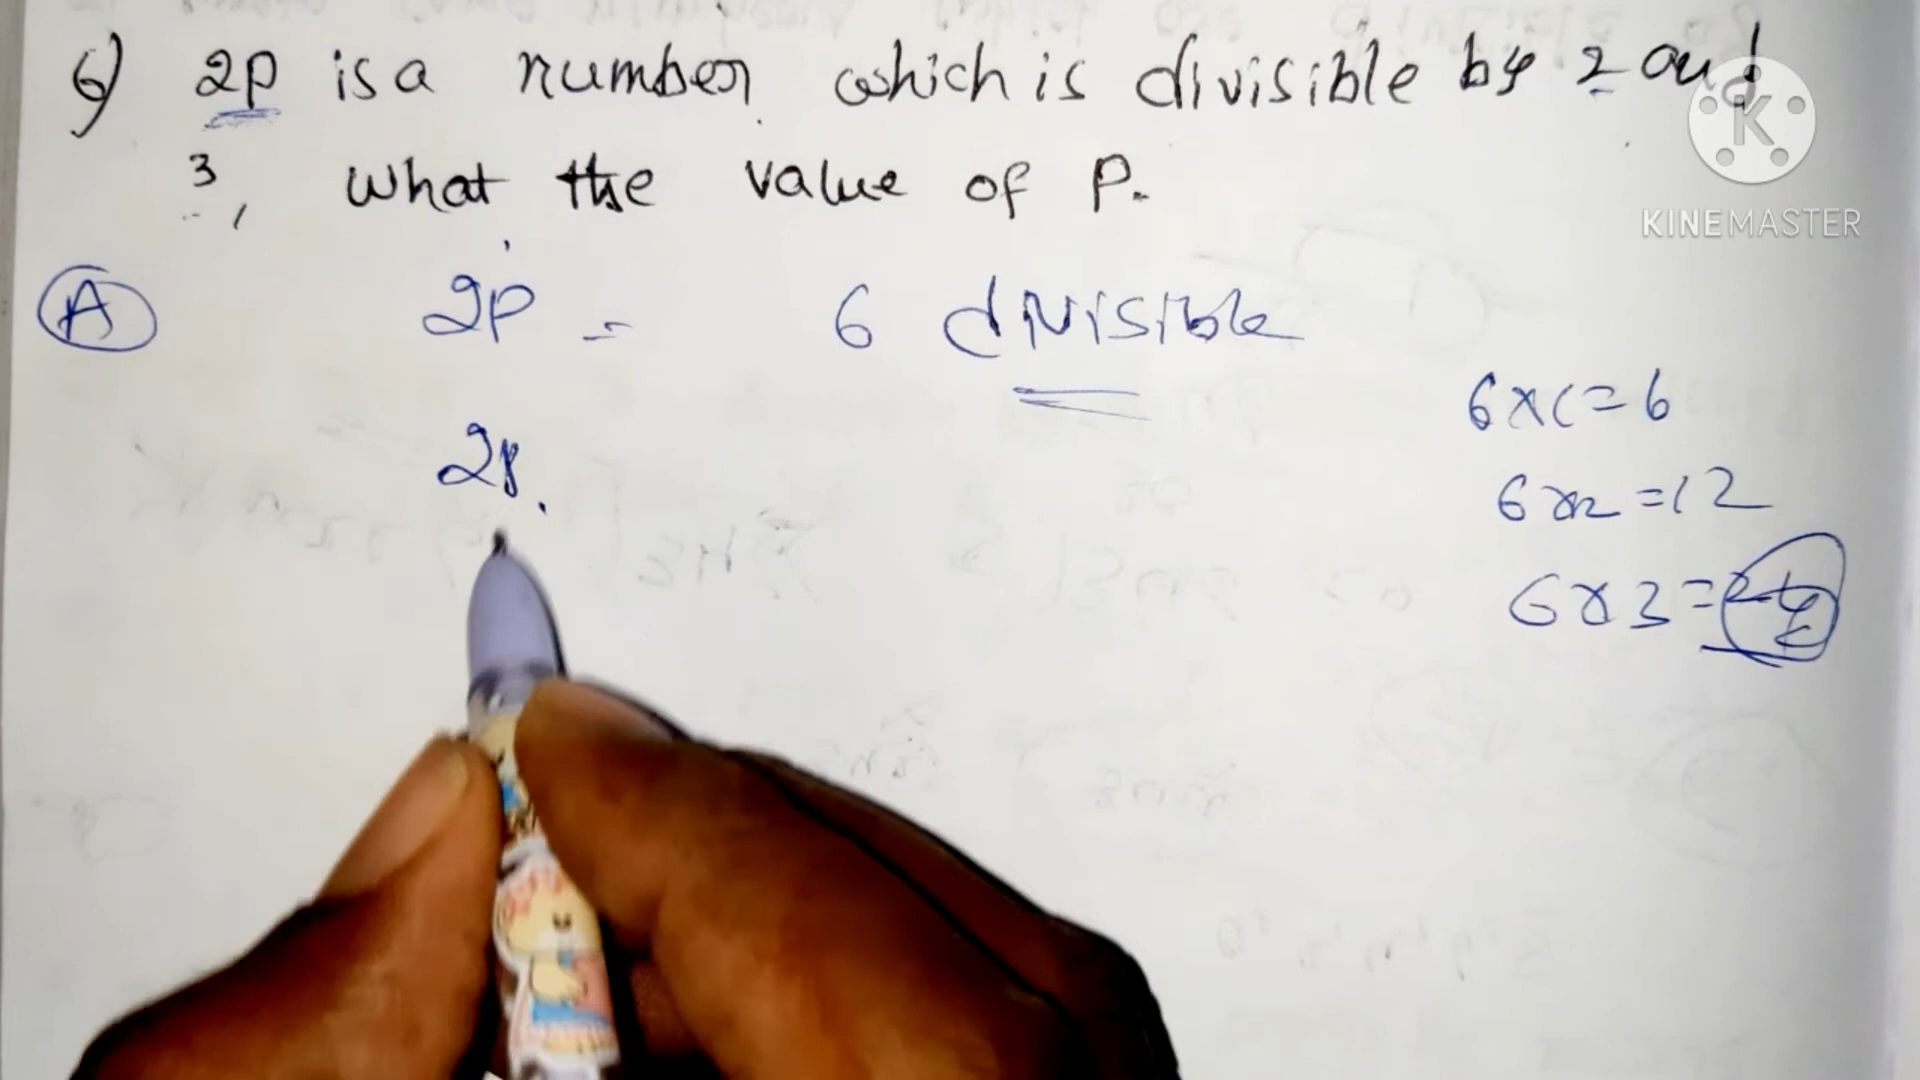 6) 2P is a number which is divisible by 2 and
3, What the value of P.
KINEMASTER
A 2P = 6 divisible
6x1=6
6x2=12
6x3=24